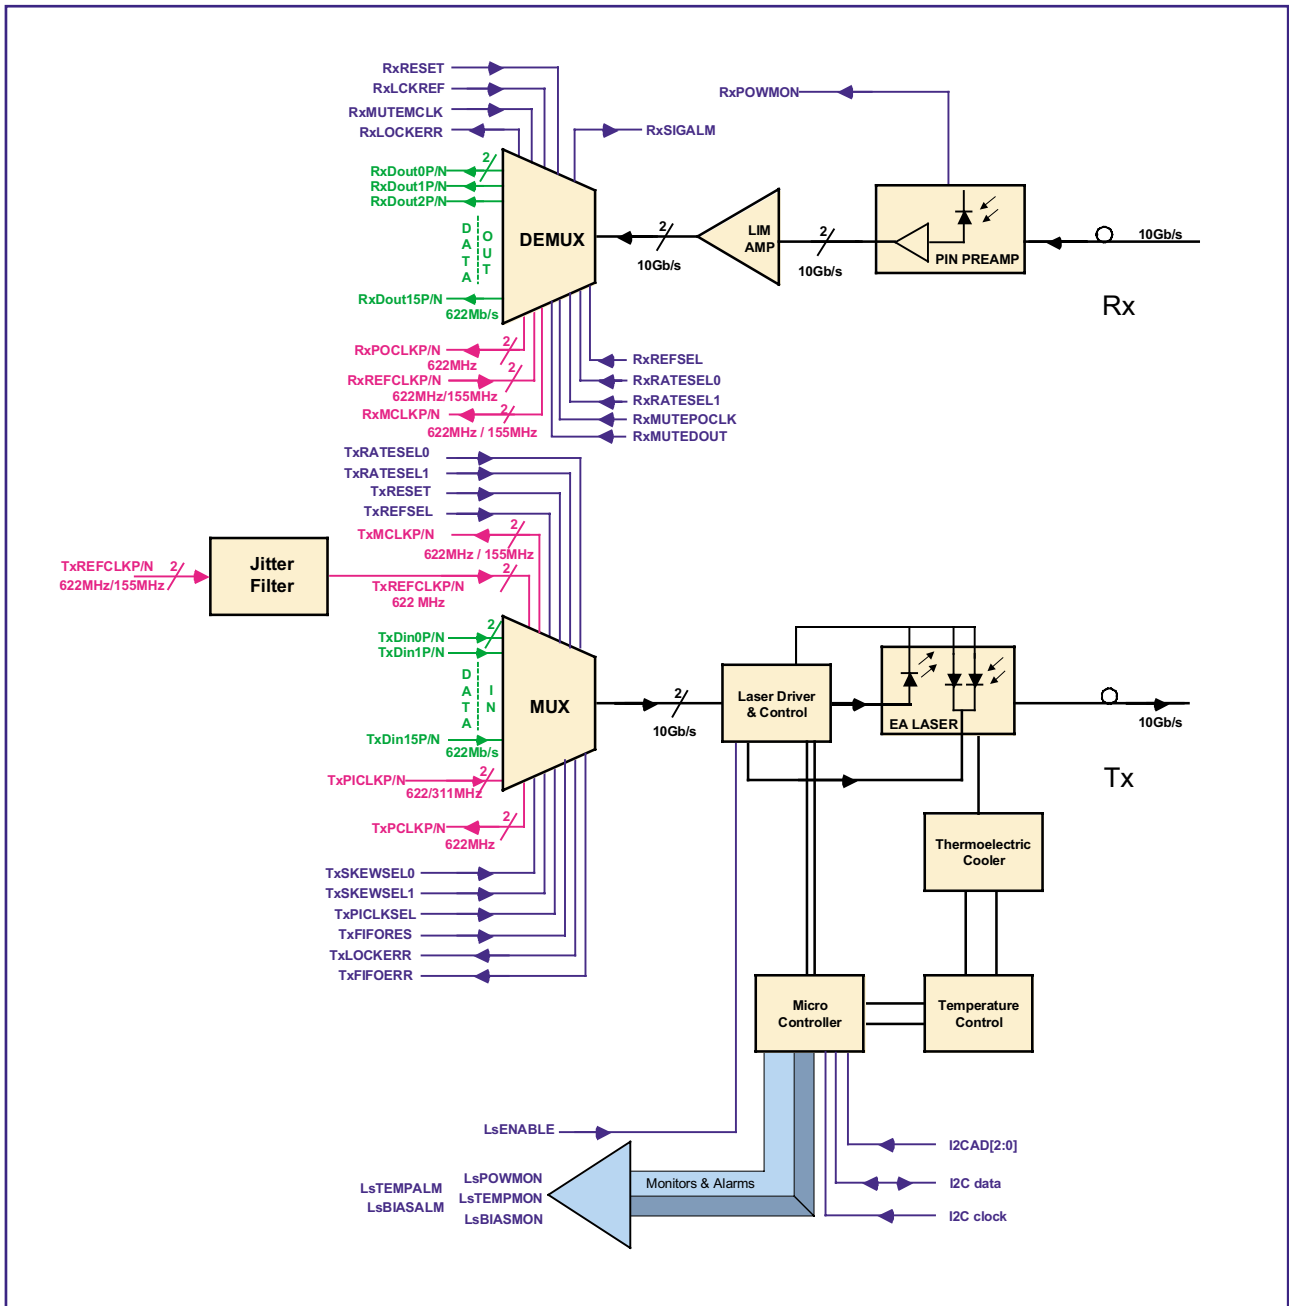 RxRESET
RxLCKREF
RxMUTEMCLK
RxLOCKERR
RxSIGALM
RxPOWMON
2
RxDout0P/N
RxDout1P/N
RxDout2P/N
DATA
OUT
RxDout15P/N
622Mb/s
DEMUX
2
10Gb/s
LIM
AMP
2
10Gb/s
PIN PREAMP
10Gb/s
Rx
RxPOCLKP/N
2
622MHz
RxREFCLKP/N
2
622MHz/155MHz
RxMCLKP/N
2
622MHz / 155MHz
RxREFSEL
RxRATESEL0
RxRATESEL1
RxMUTEPOCLK
RxMUTEDOUT
TxRATESEL0
TxRATESEL1
TxRESET
TxREFSEL
TxMCLKP/N
2
622MHz / 155MHz
TxREFCLKP/N
2
622MHz/155MHz
Jitter
Filter
TxREFCLKP/N
2
622 MHz
TxDin0P/N
2
TxDin1P/N
DATA
IN
TxDin15P/N
622Mb/s
MUX
2
10Gb/s
Laser Driver
& Control
EA LASER
10Gb/s
Tx
TxPICLKP/N
2
622/311MHz
TxPCLKP/N
2
622MHz
TxSKEWSEL0
TxSKEWSEL1
TxPICLKSEL
TxFIFORES
TxLOCKERR
TxFIFOERR
Thermoelectric
Cooler
Micro
Controller
Temperature
Control
LsENABLE
LsPOWMON
LsTEMPALM
LsTEMPMON
LsBIASALM
LsBIASMON
Monitors & Alarms
I2CAD[2:0]
I2C data
I2C clock